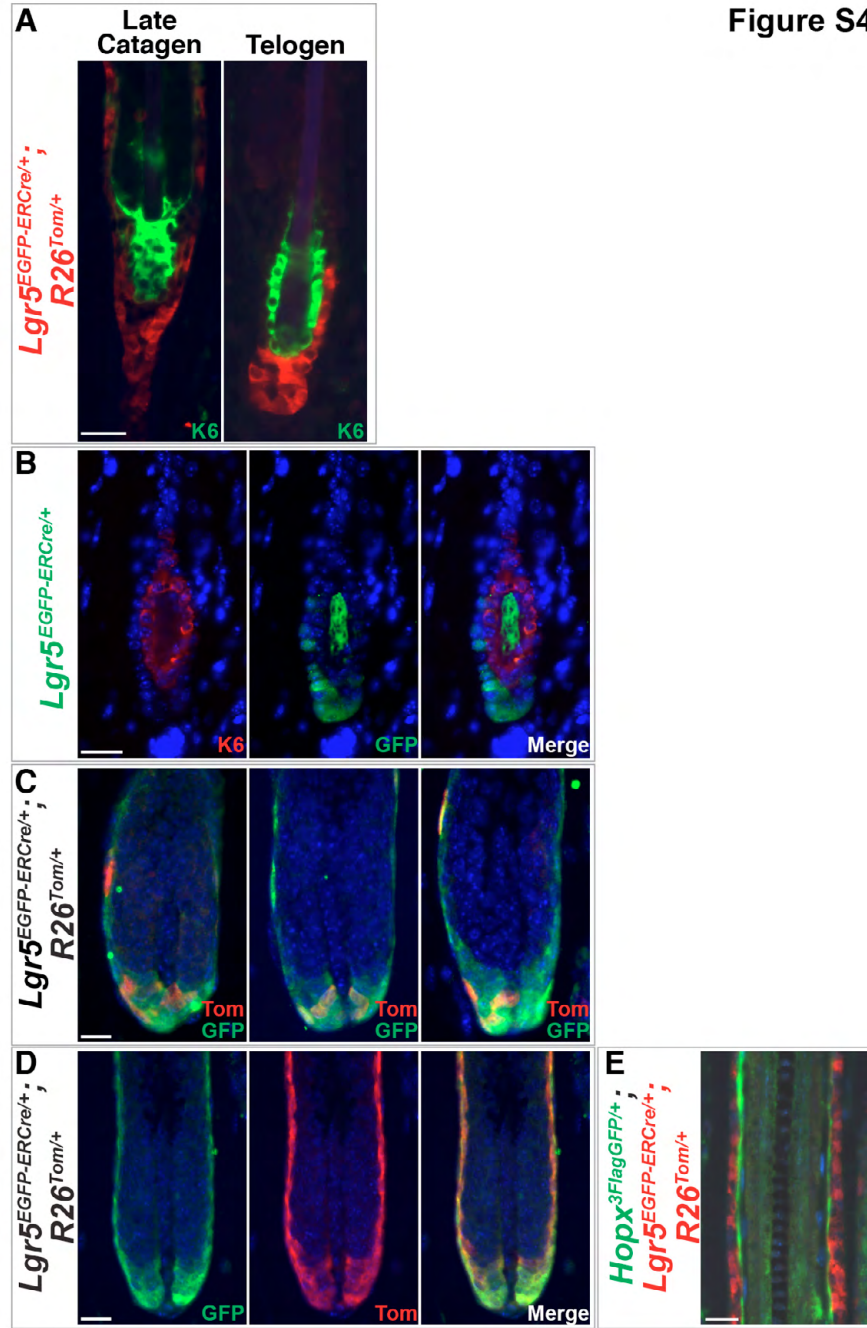 Figure S4
A
Late
Catagen
Telogen
Lgr5EGFP-ERCre/+;
R26Tom/+
K6
K6
B
Lgr5EGFP-ERCre/+
K6
GFP
Merge
C
Lgr5EGFP-ERCre/+;
R26Tom/+
Tom
GFP
Tom
GFP
Tom
GFP
D
Lgr5EGFP-ERCre/+;
R26Tom/+
GFP
Tom
Merge
E
Hopx3FlagGFP/+;
Lgr5EGFP-ERCre/+;
R26Tom/+